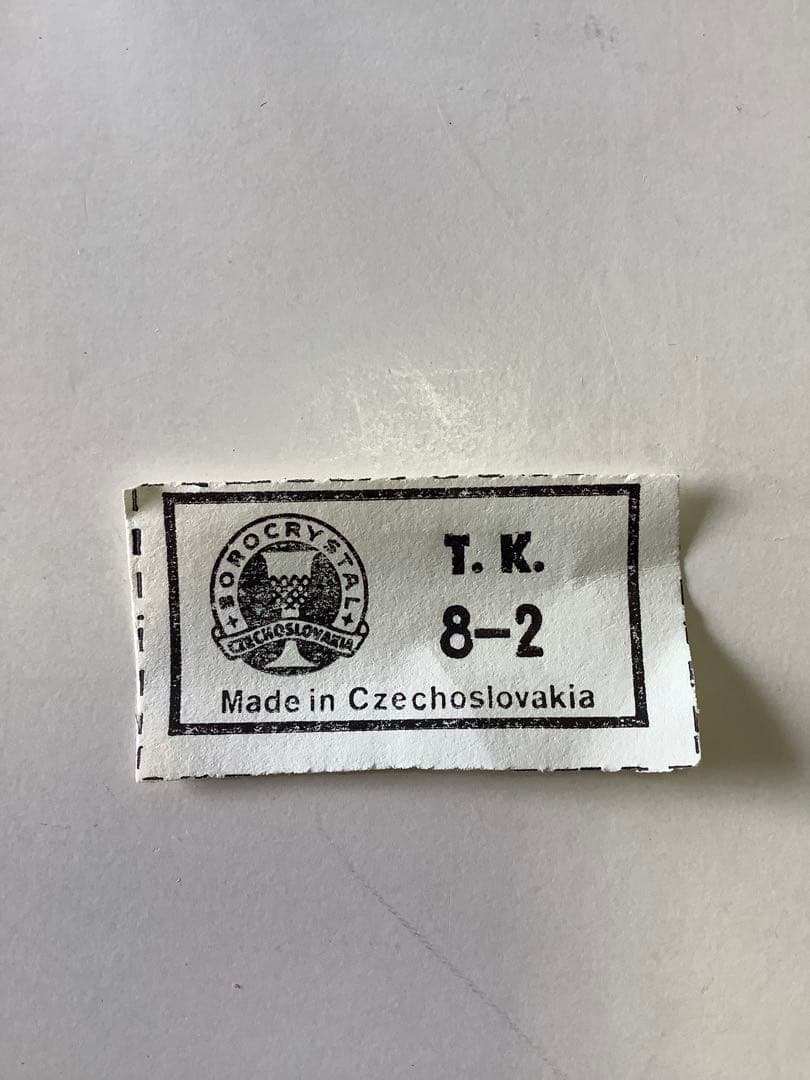 BOROCRYSTAL
CZECHOSLOVAKIA
T. K.
8-2
Made in Czechoslovakia